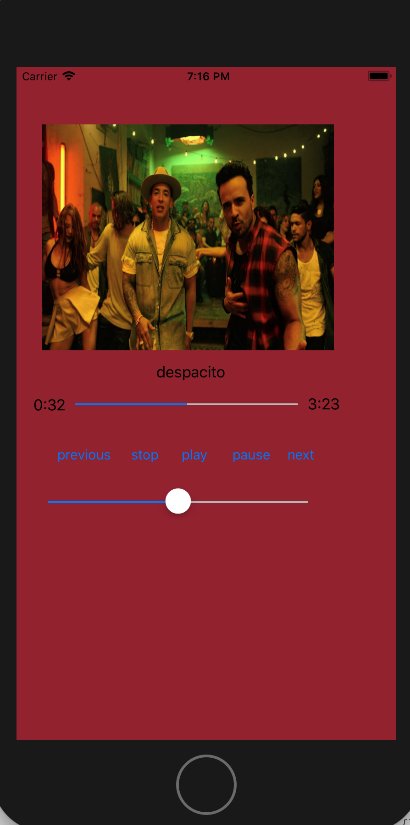 Carrier 7:16 PM
despacito
0:32 3:23
previous stop play pause next